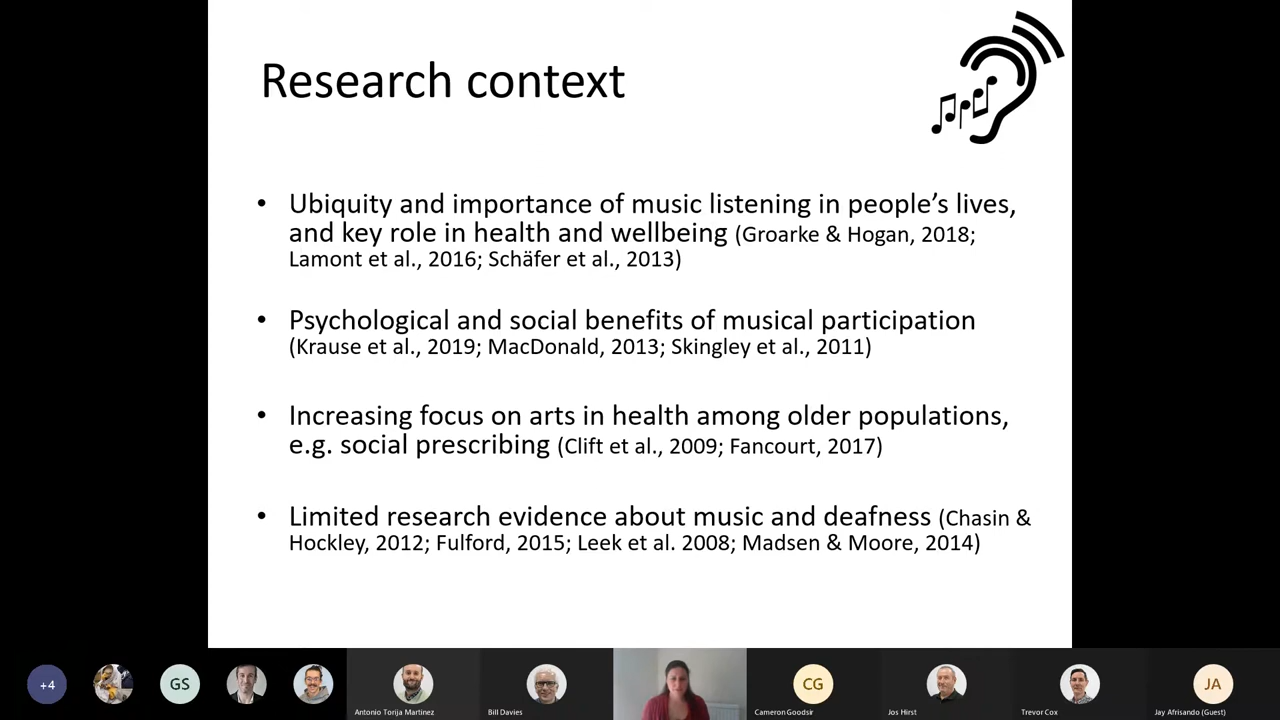 Research context
• Ubiquity and importance of music listening in people's lives,
and key role in health and wellbeing (Groarke & Hogan, 2018;
Lamont et al., 2016; Schäfer et al., 2013)
• Psychological and social benefits of musical participation
(Krause et al., 2019; MacDonald, 2013; Skingley et al., 2011)
• Increasing focus on arts in health among older populations,
e.g. social prescribing (Clift et al., 2009; Fancourt, 2017)
• Limited research evidence about music and deafness (Chasin &
Hockley, 2012; Fulford, 2015; Leek et al. 2008; Madsen & Moore, 2014)
+4
GS
CG
JA
Antonio Torija Martinez
Bill Davies
Cameron Goodsir
Jos Hirst
Trevor Cox
Jay Afrisando (Guest)